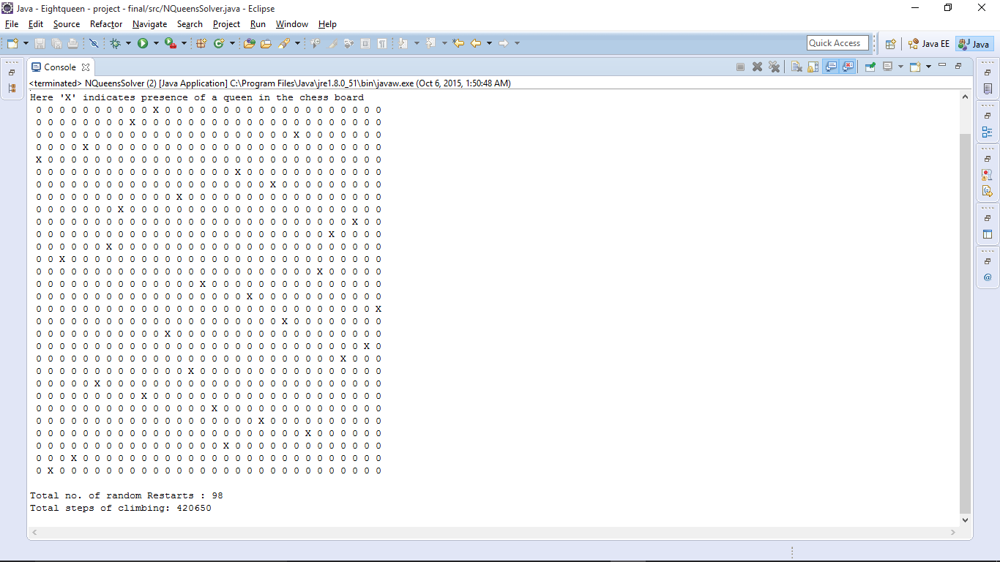 Java - Eightqueen - project - final/src/NQueensSolver.java - Eclipse
File Edit Source Refactor Navigate Search Project Run Window Help
Quick Access Java EE Java
Console
<terminated> NQueensSolver (2) [Java Application] C:\Program Files\Java\jre1.8.0_51\bin\javaw.exe (Oct 6, 2015, 1:50:48 AM)
Here 'X' indicates presence of a queen in the chess board
0 0 0 0 0 0 0 0 0 0 X 0 0 0 0 0 0 0 0 0 0 0 0 0 0 0 0 0 0 0
0 0 0 0 0 0 0 0 X 0 0 0 0 0 0 0 0 0 0 0 0 0 0 0 0 0 0 0 0 0
0 0 0 0 0 0 0 0 0 0 0 0 0 0 0 0 0 0 0 0 0 0 X 0 0 0 0 0 0 0
0 0 0 0 X 0 0 0 0 0 0 0 0 0 0 0 0 0 0 0 0 0 0 0 0 0 0 0 0 0
X 0 0 0 0 0 0 0 0 0 0 0 0 0 0 0 0 0 0 0 0 0 0 0 0 0 0 0 0 0
0 0 0 0 0 0 0 0 0 0 0 0 0 0 0 0 0 X 0 0 0 0 0 0 0 0 0 0 0 0
0 0 0 0 0 0 0 0 0 0 0 0 0 0 0 0 0 0 0 0 X 0 0 0 0 0 0 0 0 0
0 0 0 0 0 0 0 0 0 0 0 0 X 0 0 0 0 0 0 0 0 0 0 0 0 0 0 0 0 0
0 0 0 0 0 0 0 X 0 0 0 0 0 0 0 0 0 0 0 0 0 0 0 0 0 0 0 0 0 0
0 0 0 0 0 0 0 0 0 0 0 0 0 0 0 0 0 0 0 0 0 0 0 0 0 0 0 X 0 0
0 0 0 0 0 0 0 0 0 0 0 0 0 0 0 0 0 0 0 0 0 0 0 0 0 X 0 0 0 0
0 0 0 0 0 0 X 0 0 0 0 0 0 0 0 0 0 0 0 0 0 0 0 0 0 0 0 0 0 0
0 0 X 0 0 0 0 0 0 0 0 0 0 0 0 0 0 0 0 0 0 0 0 0 0 0 0 0 0 0
0 0 0 0 0 0 0 0 0 0 0 0 0 0 0 0 0 0 0 0 0 0 0 0 X 0 0 0 0 0
0 0 0 0 0 0 0 0 0 0 0 0 0 0 X 0 0 0 0 0 0 0 0 0 0 0 0 0 0 0
0 0 0 0 0 0 0 0 0 0 0 0 0 0 0 0 0 0 X 0 0 0 0 0 0 0 0 0 0 0
0 0 0 0 0 0 0 0 0 0 0 0 0 0 0 0 0 0 0 0 0 0 0 0 0 0 0 0 0 X
0 0 0 0 0 0 0 0 0 0 0 0 0 0 0 0 0 0 0 0 0 X 0 0 0 0 0 0 0 0
0 0 0 0 0 0 0 0 0 0 0 X 0 0 0 0 0 0 0 0 0 0 0 0 0 0 0 0 0 0
0 0 0 0 0 0 0 0 0 0 0 0 0 0 0 0 0 0 0 0 0 0 0 0 0 0 0 0 X 0
0 0 0 0 0 0 0 0 0 0 0 0 0 0 0 0 0 0 0 0 0 0 0 0 0 0 X 0 0 0
0 0 0 0 0 0 0 0 0 0 0 0 0 X 0 0 0 0 0 0 0 0 0 0 0 0 0 0 0 0
0 0 0 0 0 X 0 0 0 0 0 0 0 0 0 0 0 0 0 0 0 0 0 0 0 0 0 0 0 0
0 0 0 0 0 0 0 0 0 X 0 0 0 0 0 0 0 0 0 0 0 0 0 0 0 0 0 0 0 0
0 0 0 0 0 0 0 0 0 0 0 0 0 0 0 X 0 0 0 0 0 0 0 0 0 0 0 0 0 0
0 0 0 0 0 0 0 0 0 0 0 0 0 0 0 0 0 0 0 X 0 0 0 0 0 0 0 0 0 0
0 0 0 0 0 0 0 0 0 0 0 0 0 0 0 0 0 0 0 0 0 0 0 X 0 0 0 0 0 0
0 0 0 0 0 0 0 0 0 0 0 0 0 0 0 0 X 0 0 0 0 0 0 0 0 0 0 0 0 0
0 0 0 X 0 0 0 0 0 0 0 0 0 0 0 0 0 0 0 0 0 0 0 0 0 0 0 0 0 0
0 X 0 0 0 0 0 0 0 0 0 0 0 0 0 0 0 0 0 0 0 0 0 0 0 0 0 0 0 0
Total no. of random Restarts : 98
Total steps of climbing: 420650